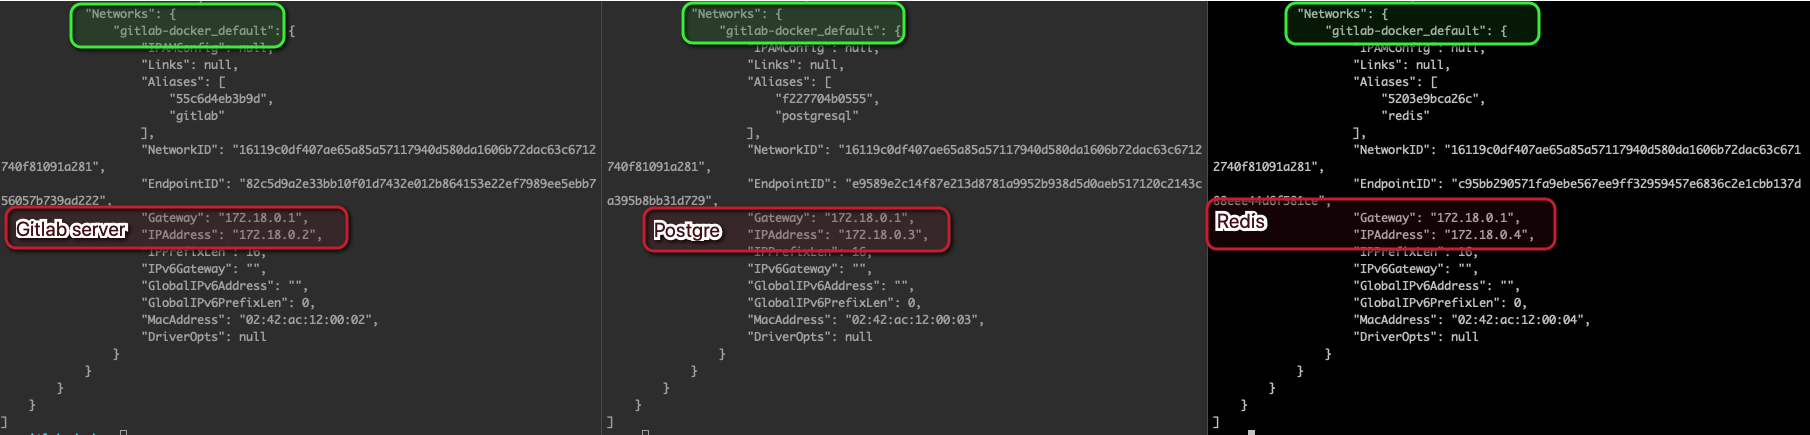 "Networks": {
"gitlab-docker_default": {
"IPAMConfig": null,
"Links": null,
"Aliases": [
"55c6d4eb3b9d",
"gitlab"
],
"NetworkID": "16119c0df407ae65a85a57117940d580da1606b72dac63c6712
740f81091a281",
"EndpointID": "82c5d9a2e33bb10f01d7432e012b864153e22ef7989ee5ebb7
56057b739ad222",
Gitlab server
"Gateway": "172.18.0.1",
"IPAddress": "172.18.0.2",
"IPPrefixLen": 16,
"IPv6Gateway": "",
"GlobalIPv6Address": "",
"GlobalIPv6PrefixLen": 0,
"MacAddress": "02:42:ac:12:00:02",
"DriverOpts": null
}
}
}
}
]
"Networks": {
"gitlab-docker_default": {
"IPAMConfig": null,
"Links": null,
"Aliases": [
"f227704b0555",
"postgresql"
],
"NetworkID": "16119c0df407ae65a85a57117940d580da1606b72dac63c6712
740f81091a281",
"EndpointID": "e9589e2c14f87e213d8781a9952b938d5d0aeb517120c2143c
a395b8bb31d729",
Postgre
"Gateway": "172.18.0.1",
"IPAddress": "172.18.0.3",
"IPPrefixLen": 16,
"IPv6Gateway": "",
"GlobalIPv6Address": "",
"GlobalIPv6PrefixLen": 0,
"MacAddress": "02:42:ac:12:00:03",
"DriverOpts": null
}
}
}
}
]
"Networks": {
"gitlab-docker_default": {
"IPAMConfig": null,
"Links": null,
"Aliases": [
"5203e9bca26c",
"redis"
],
"NetworkID": "16119c0df407ae65a85a57117940d580da1606b72dac63c671
2740f81091a281",
"EndpointID": "c95bb290571fa9ebe567ee9ff32959457e6836c2e1cbb137d
Redis
"Gateway": "172.18.0.1",
"IPAddress": "172.18.0.4",
"IPPrefixLen": 16,
"IPv6Gateway": "",
"GlobalIPv6Address": "",
"GlobalIPv6PrefixLen": 0,
"MacAddress": "02:42:ac:12:00:04",
"DriverOpts": null
}
}
}
}
]